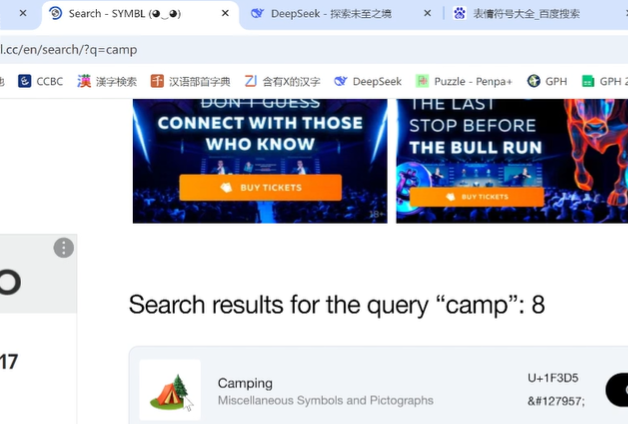 Search - SYMBL (◕‿◕)
DeepSeek - 探索未至之境
表情符号大全_百度搜索
l.cc/en/search/?q=camp
CCBC
漢字検索
汉语部首字典
含有X的汉字
DeepSeek
Puzzle - Penpa+
GPH
GPH
DON'T GUESS
CONNECT WITH THOSE
WHO KNOW
BUY TICKETS
18+
THE LAST
STOP BEFORE
THE BULL RUN
BUY TICKETS
o
17
Search results for the query “camp”: 8
Camping
Miscellaneous Symbols and Pictographs
U+1F3D5
&#127957;